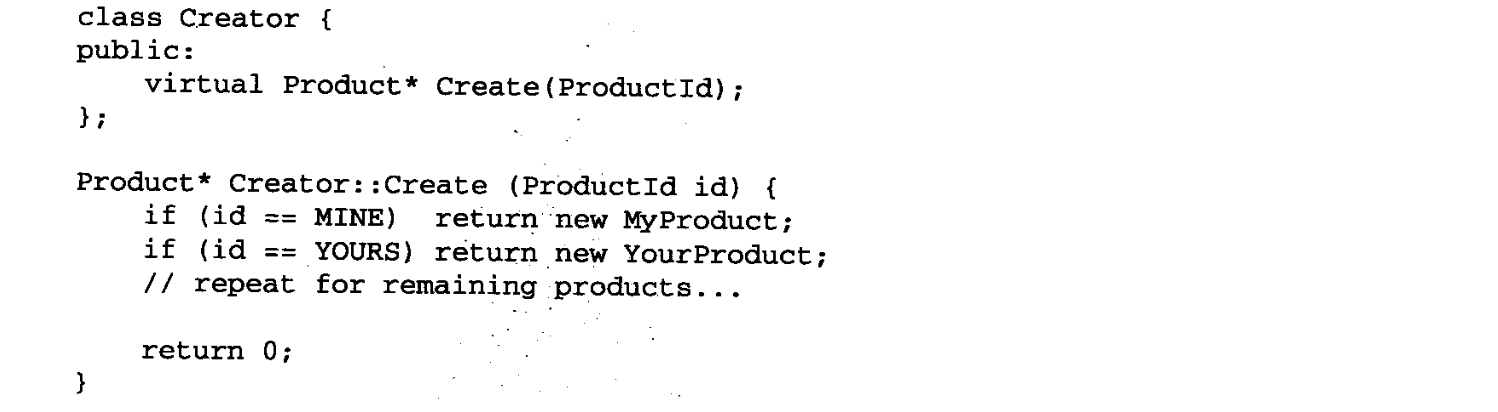 class Creator {
public:
    virtual Product* Create(ProductId);
};

Product* Creator::Create (ProductId id) {
    if (id == MINE)  return new MyProduct;
    if (id == YOURS) return new YourProduct;
    // repeat for remaining products...

    return 0;
}